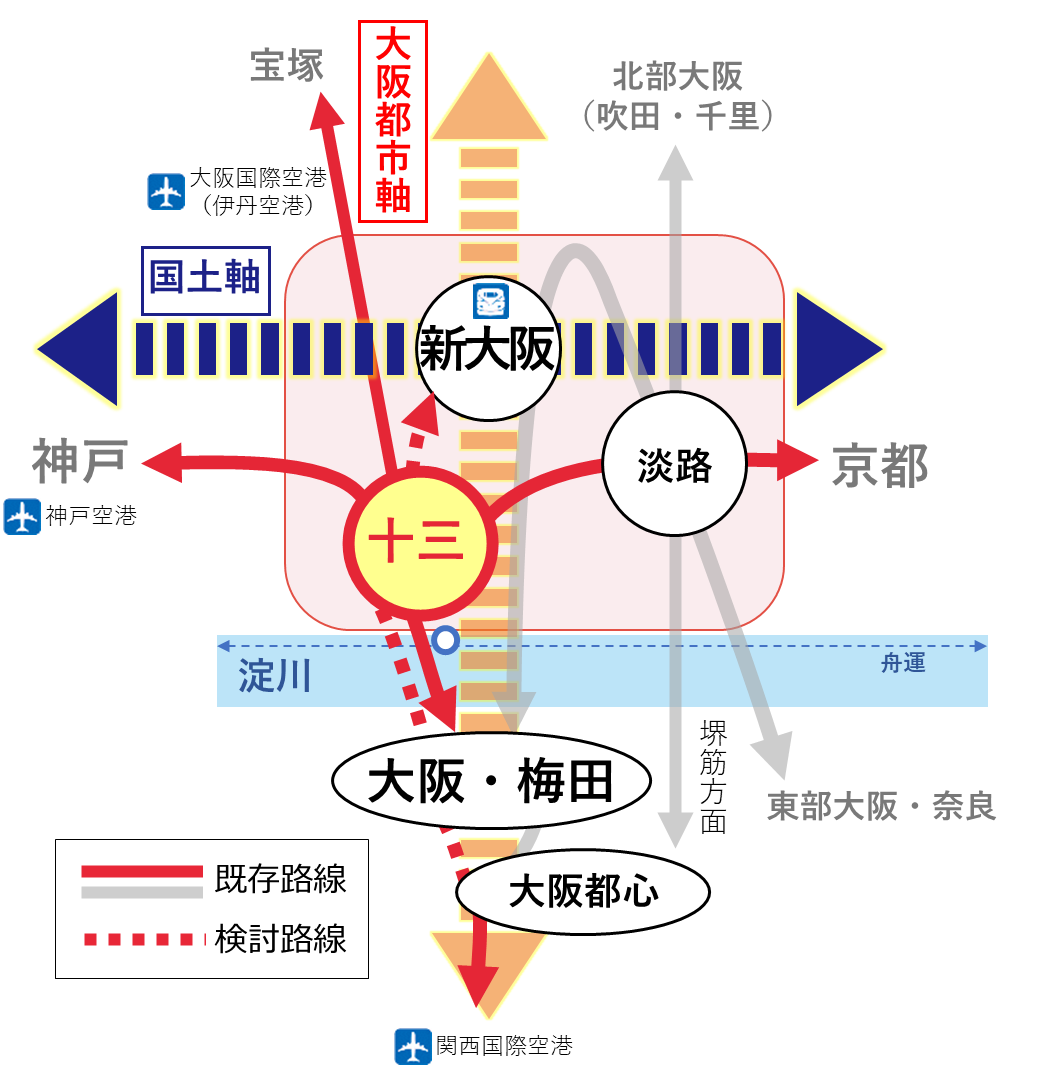 宝塚
大阪都市軸
北部大阪
（吹田・千里）
大阪国際空港
（伊丹空港）
国土軸
新大阪
神戸
淡路
京都
神戸空港
十三
淀川
舟運
堺筋方面
大阪・梅田
東部大阪・奈良
既存路線
検討路線
大阪都心
関西国際空港